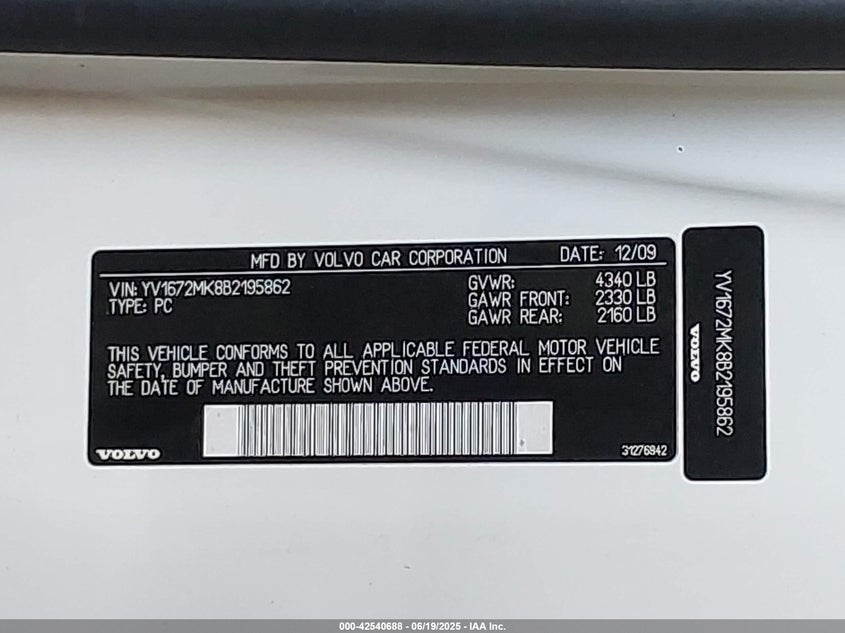 MFD BY VOLVO CAR CORPORATION DATE: 12/09
VIN: YV1672MK8B2195862 GVWR: 4340 LB
TYPE: PC GAWR FRONT: 2330 LB
GAWR REAR: 2160 LB
THIS VEHICLE CONFORMS TO ALL APPLICABLE FEDERAL MOTOR VEHICLE
SAFETY, BUMPER AND THEFT PREVENTION STANDARDS IN EFFECT ON
THE DATE OF MANUFACTURE SHOWN ABOVE.
VOLVO 31276942
YV1672MK8B2195862
VOLVO
000-42540688 - 06/19/2025 - IAA Inc.